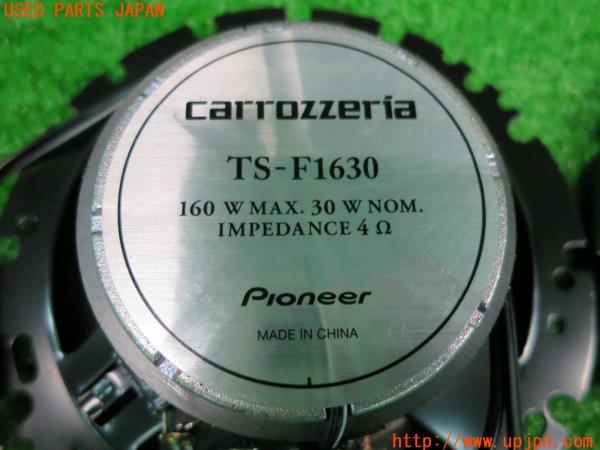 USED PARTS JAPAN
carrozzeria
TS-F1630
160 W MAX. 30 W NOM.
IMPEDANCE 4 Ω
Pioneer
MADE IN CHINA
http://www.upjpn.com/